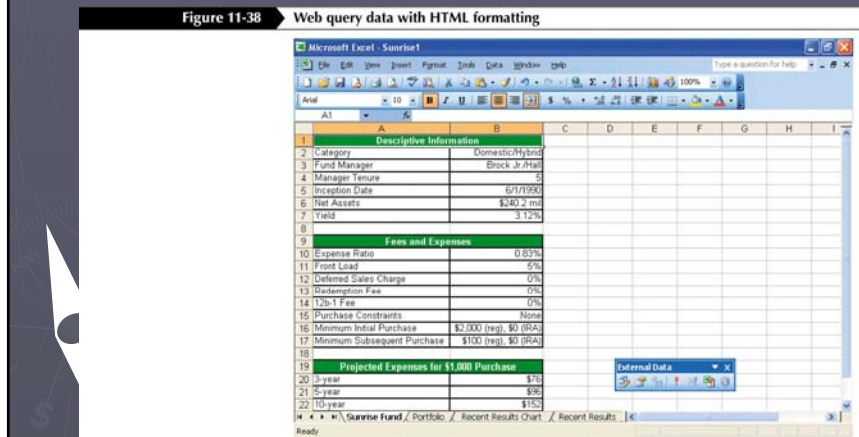 Figure 11-38 Web query data with HTML formatting
Microsoft Excel - Sunrise1
File Edit View Insert Format Tools Data Window Help Type a question for help
100%
Arial 10 B I U $ % , A
A1 fx
A B C D E F G H I
1 Descriptive Information
2 Category Domestic/Hybrid
3 Fund Manager Brock Jr./Hall
4 Manager Tenure 5
5 Inception Date 6/1/1990
6 Net Assets $240.2 mil
7 Yield 3.12%
8
9 Fees and Expenses
10 Expense Ratio 0.83%
11 Front Load 5%
12 Deferred Sales Charge 0%
13 Redemption Fee 0%
14 12b-1 Fee 0%
15 Purchase Constraints None
16 Minimum Initial Purchase $2,000 (reg), $0 (IRA)
17 Minimum Subsequent Purchase $100 (reg), $0 (IRA)
18
19 Projected Expenses for $1,000 Purchase
External Data
20 3-year $76
21 5-year $96
22 10-year $152
Sunrise Fund / Portfolio / Recent Results Chart / Recent Results
Ready